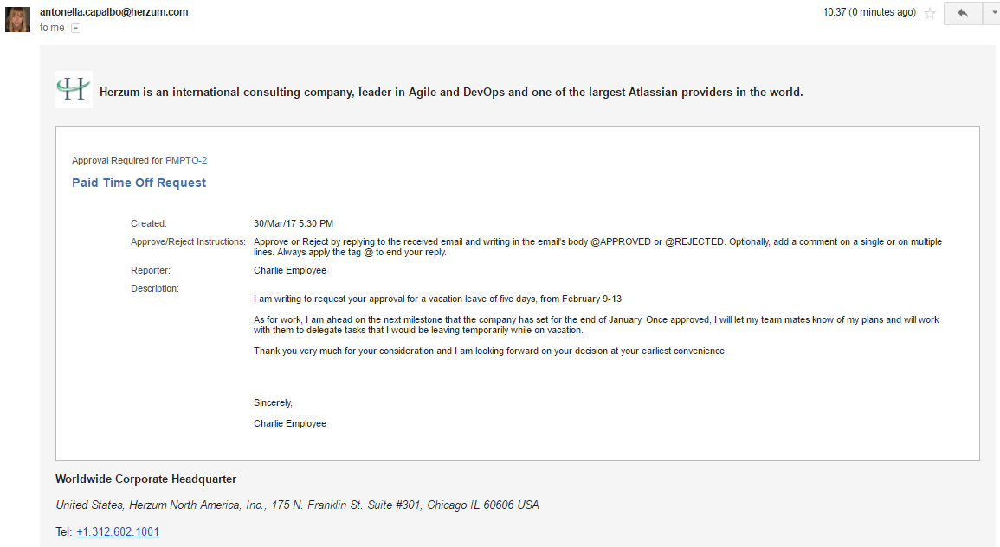 antonella.capalbo@herzum.com
10:37 (0 minutes ago)
to me
H
Herzum is an international consulting company, leader in Agile and DevOps and one of the largest Atlassian providers in the world.
Approval Required for PMPTO-2
Paid Time Off Request
Created: 30/Mar/17 5:30 PM
Approve/Reject Instructions: Approve or Reject by replying to the received email and writing in the email's body @APPROVED or @REJECTED. Optionally, add a comment on a single or on multiple
lines. Always apply the tag @ to end your reply.
Reporter: Charlie Employee
Description:
I am writing to request your approval for a vacation leave of five days, from February 9-13.
As for work, I am ahead on the next milestone that the company has set for the end of January. Once approved, I will let my team mates know of my plans and will work
with them to delegate tasks that I would be leaving temporarily while on vacation.
Thank you very much for your consideration and I am looking forward on your decision at your earliest convenience.
Sincerely,
Charlie Employee
Worldwide Corporate Headquarter
United States, Herzum North America, Inc., 175 N. Franklin St. Suite #301, Chicago IL 60606 USA
Tel: +1.312.602.1001